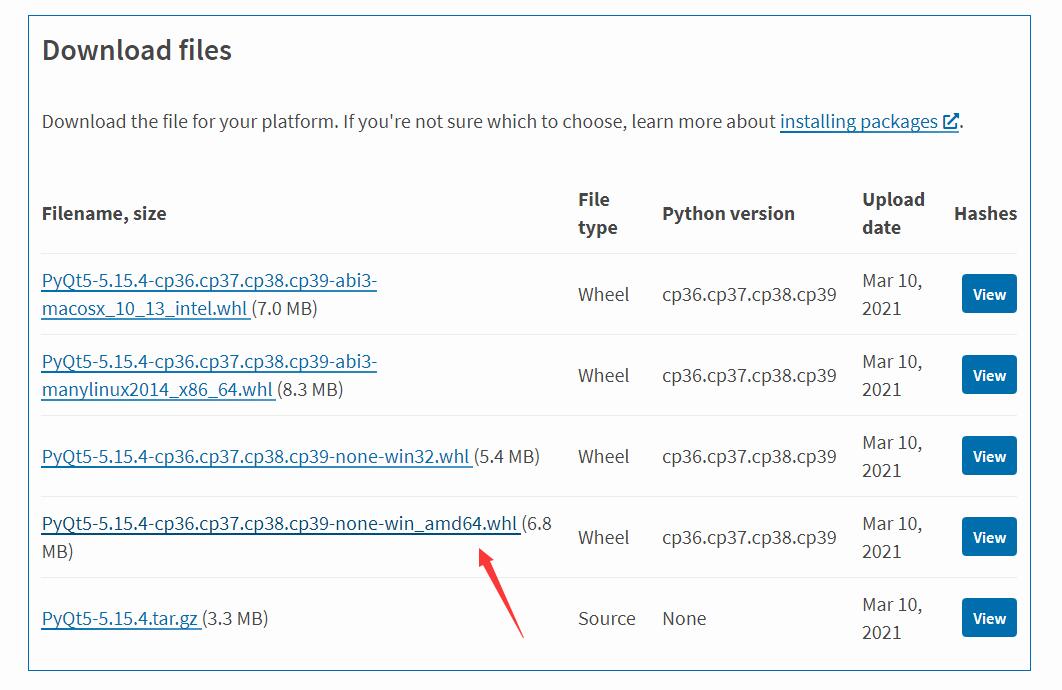 Download files
Download the file for your platform. If you're not sure which to choose, learn more about installing packages.
Filename, size
File
type
Python version
Upload
date
Hashes
PyQt5-5.15.4-cp36.cp37.cp38.cp39-abi3-
macosx_10_13_intel.whl (7.0 MB)
Wheel
cp36.cp37.cp38.cp39
Mar 10,
2021
View
PyQt5-5.15.4-cp36.cp37.cp38.cp39-abi3-
manylinux2014_x86_64.whl (8.3 MB)
Wheel
cp36.cp37.cp38.cp39
Mar 10,
2021
View
PyQt5-5.15.4-cp36.cp37.cp38.cp39-none-win32.whl (5.4 MB)
Wheel
cp36.cp37.cp38.cp39
Mar 10,
2021
View
PyQt5-5.15.4-cp36.cp37.cp38.cp39-none-win_amd64.whl (6.8
MB)
Wheel
cp36.cp37.cp38.cp39
Mar 10,
2021
View
PyQt5-5.15.4.tar.gz (3.3 MB)
Source
None
Mar 10,
2021
View